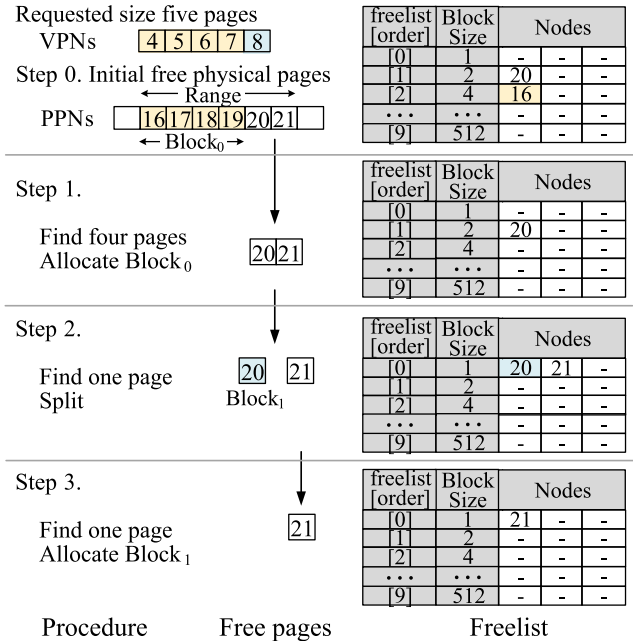 Requested size five pages
VPNs 4 5 6 7 8
Step 0. Initial free physical pages
Range
PPNs 16 17 18 19 20 21
Block0
freelist [order] Block Size Nodes
[0] 1 - - -
[1] 2 20 - -
[2] 4 16 - -
... ... - - -
[9] 512 - - -
Step 1.
Find four pages
Allocate Block0
20 21
freelist [order] Block Size Nodes
[0] 1 - - -
[1] 2 20 - -
[2] 4 - - -
... ... - - -
[9] 512 - - -
Step 2.
Find one page
Split
20 21
Block1
freelist [order] Block Size Nodes
[0] 1 20 21 -
[1] 2 - - -
[2] 4 - - -
... ... - - -
[9] 512 - - -
Step 3.
Find one page
Allocate Block1
21
freelist [order] Block Size Nodes
[0] 1 21 - -
[1] 2 - - -
[2] 4 - - -
... ... - - -
[9] 512 - - -
Procedure Free pages Freelist